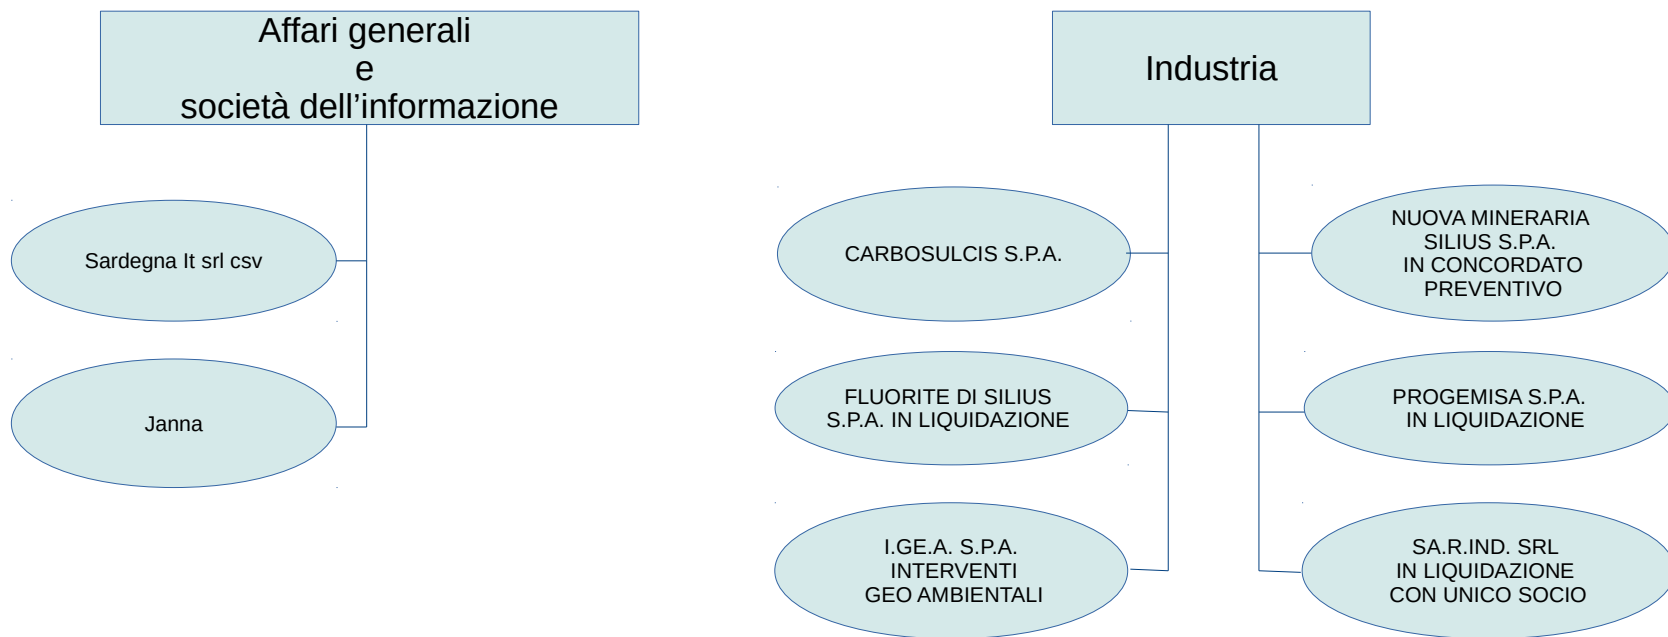 Affari generali
e
società dell’informazione
Sardegna It srl csv
Janna
Industria
CARBOSULCIS S.P.A.
FLUORITE DI SILIUS
S.P.A. IN LIQUIDAZIONE
I.GE.A. S.P.A.
INTERVENTI
GEO AMBIENTALI
NUOVA MINERARIA
SILIUS S.P.A.
IN CONCORDATO
PREVENTIVO
PROGEMISA S.P.A.
IN LIQUIDAZIONE
SA.R.IND. SRL
IN LIQUIDAZIONE
CON UNICO SOCIO